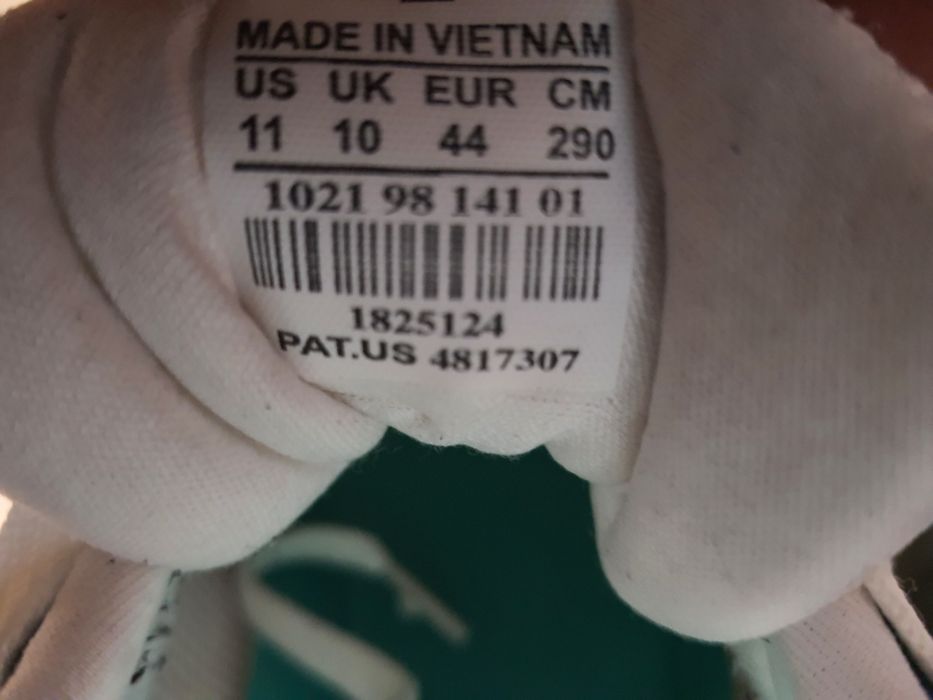 MADE IN VIETNAM
US UK EUR CM
11 10 44 290
1021 98 141 01
1825124
PAT.US 4817307